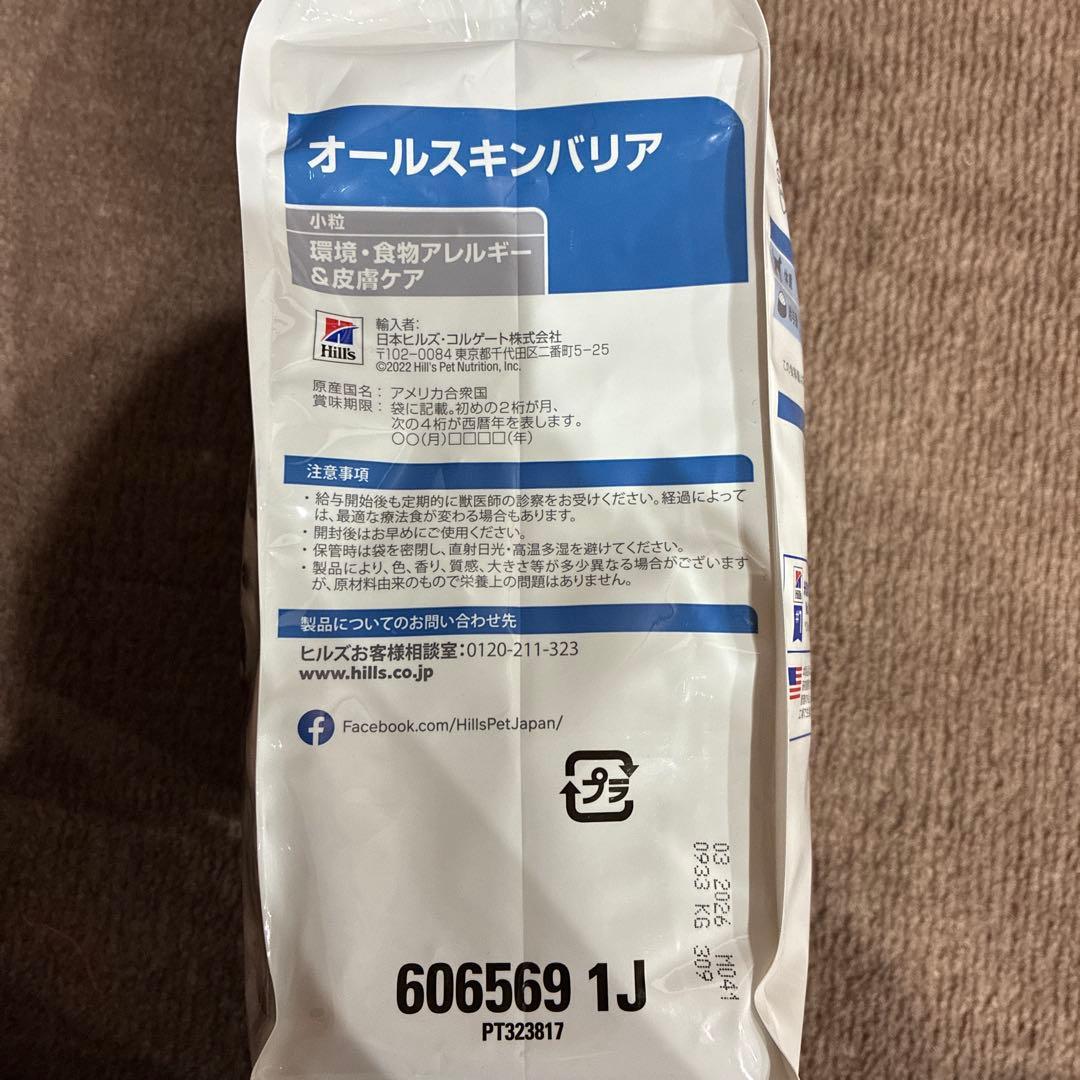 オールスキンバリア
小粒
環境・食物アレルギー
&皮膚ケア
Hill's
輸入者:
日本ヒルズ・コルゲート株式会社
〒102-0084 東京都千代田区二番町5-25
©2022 Hill's Pet Nutrition, Inc.
原産国名: アメリカ合衆国
賞味期限: 袋に記載。初めの2桁が月、
次の4桁が西暦年を表します。
○○(月)□□□□(年)
注意事項
・給与開始後も定期的に獣医師の診察をお受けください。経過によって
は、最適な療法食が変わる場合もあります。
・開封後はお早めにご使用ください。
・保管時は袋を密閉し、直射日光・高温多湿を避けてください。
・製品により、色、香り、質感、大きさ等が多少異なる場合がございます
が、原材料由来のもので栄養上の問題はありません。
製品についてのお問い合わせ先
ヒルズお客様相談室:0120-211-323
www.hills.co.jp
Facebook.com/HillsPetJapan/
プラ
03 2026 M041
0933 KG 309
606569 1J
PT323817